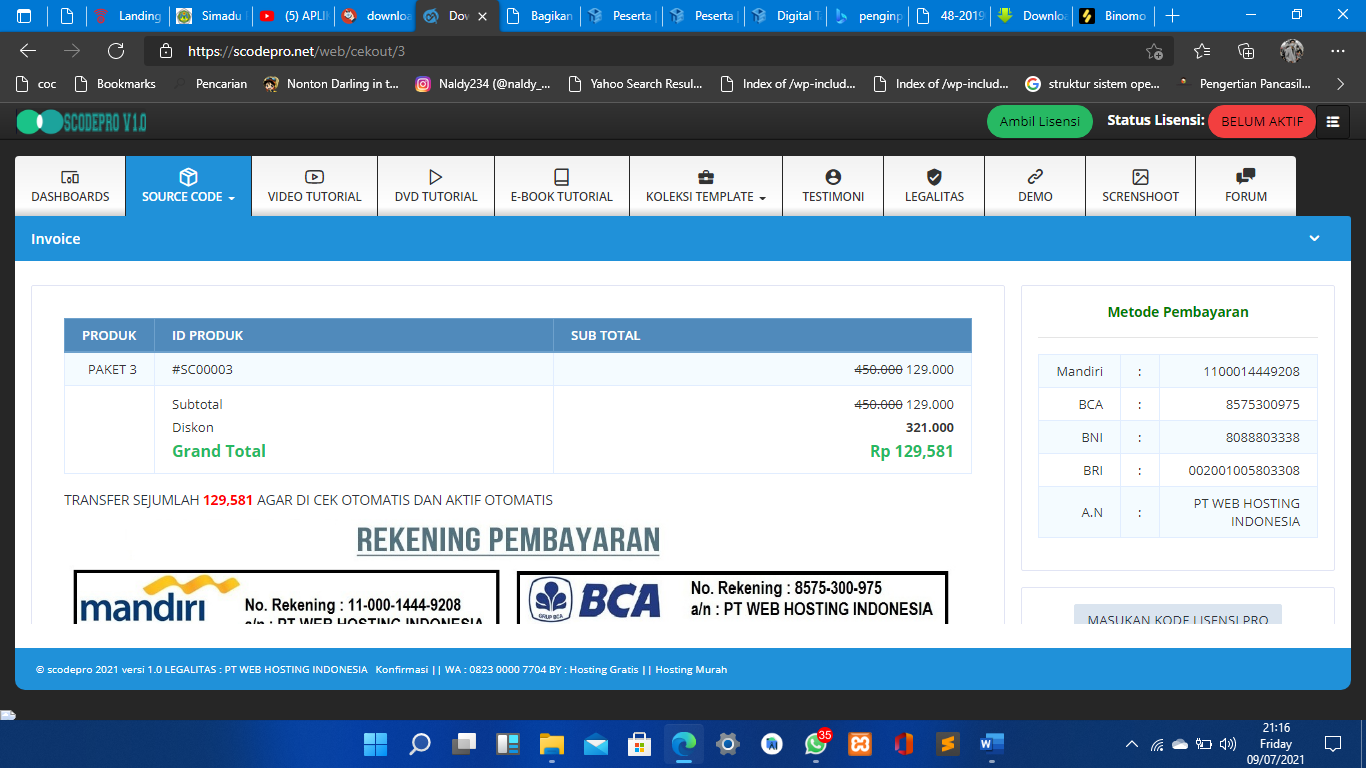 Landing
Simadu
(5) APLI
downloa
Dov
Bagikan
Peserta
Peserta
Digital T
penginp
48-2019
Downloa
Binomo
https://scodepro.net/web/cekout/3
coc
Bookmarks
Pencarian
Nonton Darling in t...
Naldy234 (@naldy_...
Yahoo Search Resul...
Index of /wp-includ...
Index of /wp-includ...
struktur sistem ope...
Pengertian Pancasil...
SCODEPRO V1.0
Ambil Lisensi
Status Lisensi: BELUM AKTIF
DASHBOARDS
SOURCE CODE
VIDEO TUTORIAL
DVD TUTORIAL
E-BOOK TUTORIAL
KOLEKSI TEMPLATE
TESTIMONI
LEGALITAS
DEMO
SCRENSHOOT
FORUM
Invoice
PRODUK ID PRODUK SUB TOTAL
PAKET 3 #SC00003 450.000 129.000
Subtotal 450.000 129.000
Diskon 321.000
Grand Total Rp 129,581
TRANSFER SEJUMLAH 129,581 AGAR DI CEK OTOMATIS DAN AKTIF OTOMATIS
REKENING PEMBAYARAN
mandiri
No. Rekening : 11-000-1444-9208
a/n : PT WEB HOSTING INDONESIA
GRUP BCA
BCA
No. Rekening : 8575-300-975
a/n : PT WEB HOSTING INDONESIA
Metode Pembayaran
Mandiri : 1100014449208
BCA : 8575300975
BNI : 8088803338
BRI : 002001005803308
A.N : PT WEB HOSTING
INDONESIA
MASUKAN KODE LISENSI PRO
© scodepro 2021 versi 1.0 LEGALITAS : PT WEB HOSTING INDONESIA Konfirmasi || WA : 0823 0000 7704 BY : Hosting Gratis || Hosting Murah
35
21:16
Friday
09/07/2021